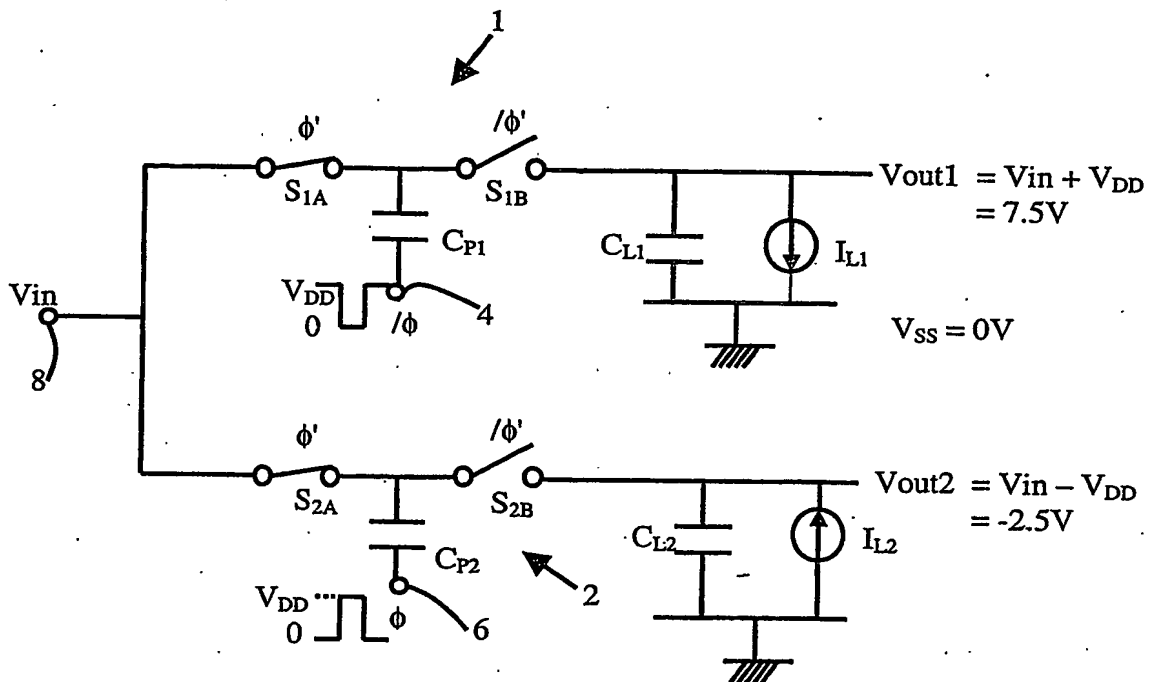 1
ϕ'
/ϕ'
S1A
S1B
Vout1 = Vin + VDD
= 7.5V
CP1
CL1
IL1
Vin
VDD
0
/ϕ
4
VSS = 0V
8
ϕ'
/ϕ'
S2A
S2B
Vout2 = Vin – VDD
= -2.5V
CP2
CL2
IL2
VDD
0
ϕ
6
2